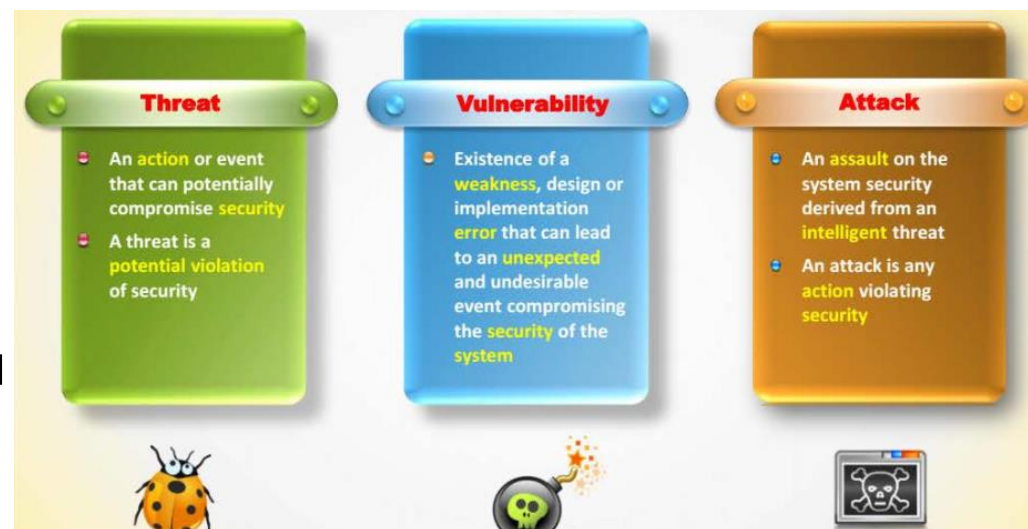 Threat
An action or event
that can potentially
compromise security
A threat is a
potential violation
of security
Vulnerability
Existence of a
weakness, design or
implementation
error that can lead
to an unexpected
and undesirable
event compromising
the security of the
system
Attack
An assault on the
system security
derived from an
intelligent threat
An attack is any
action violating
security